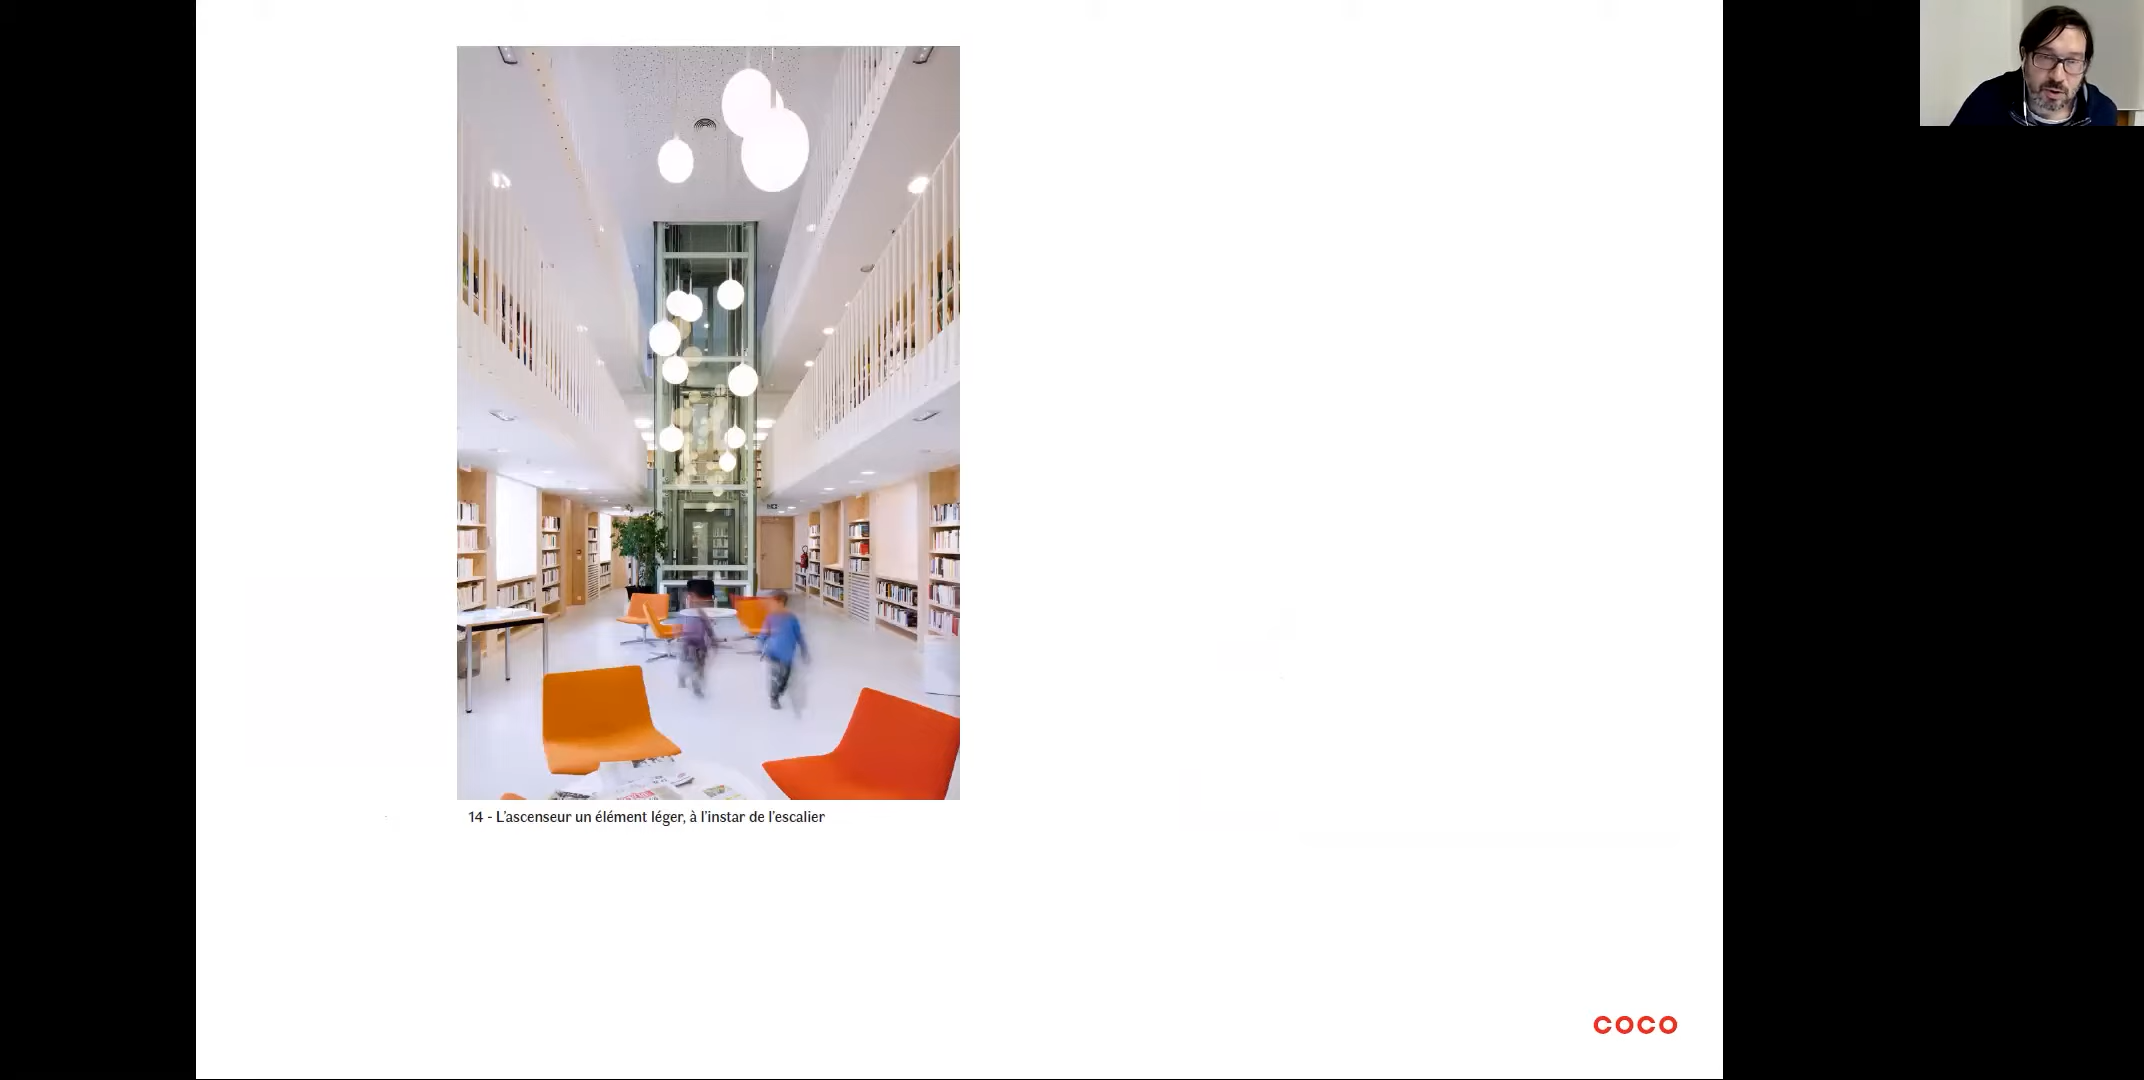 14 - L'ascenseur un élément léger, à l'instar de l'escalier
COCO